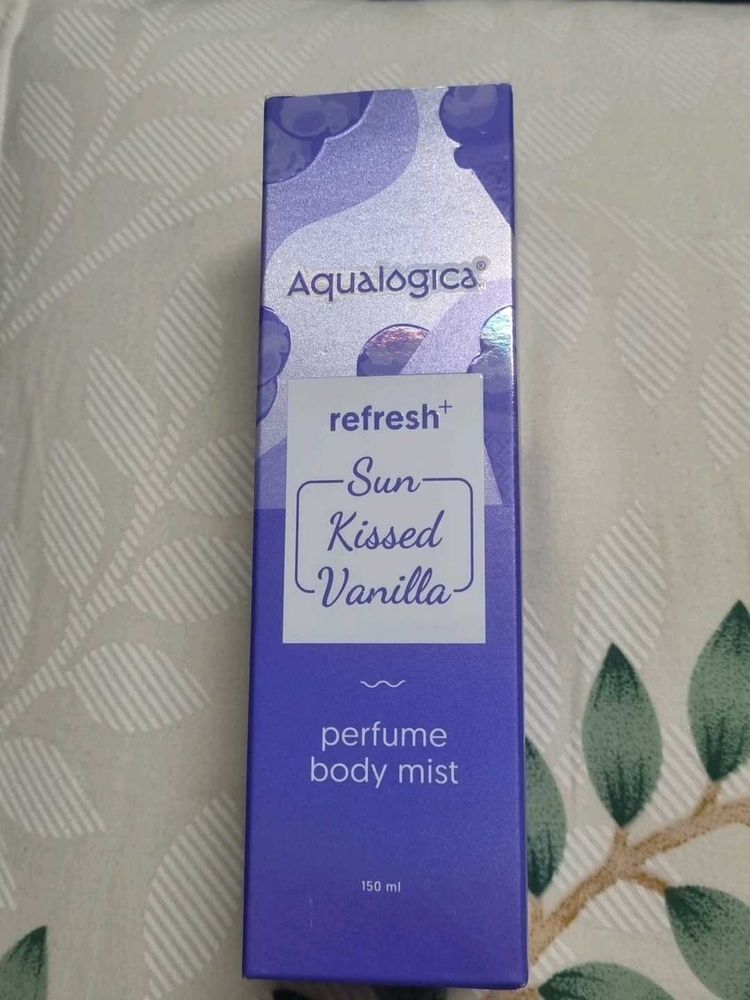 Aqualogica®
refresh+
Sun
Kissed
Vanilla
perfume
body mist
150 ml